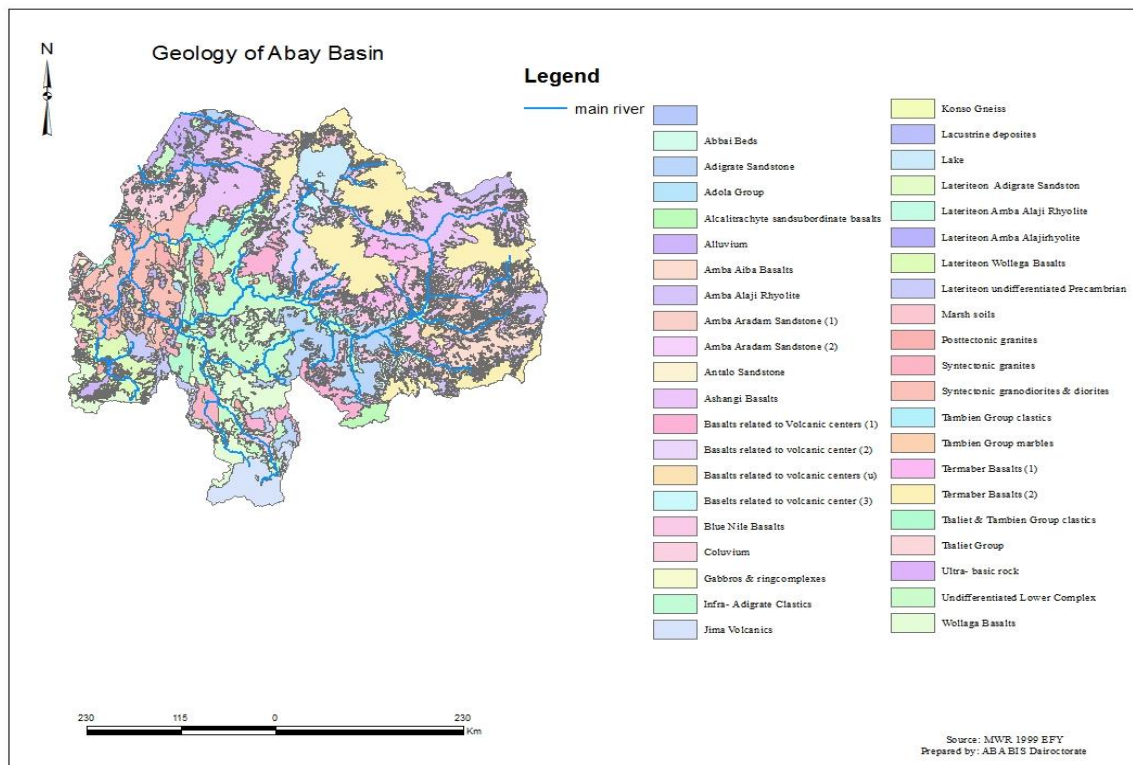 N
Geology of Abay Basin
Legend
main river
Abbai Beds
Adigrate Sandstone
Adola Group
Alcalitrachyte sandsubordinate basalts
Alluvium
Amba Aiba Basalts
Amba Alaji Rhyolite
Amba Aradam Sandstone (1)
Amba Aradam Sandstone (2)
Antalo Sandstone
Ashangi Basalts
Basalts related to Volcanic centers (1)
Basalts related to volcanic center (2)
Basalts related to volcanic centers (u)
Baselts related to volcanic center (3)
Blue Nile Basalts
Coluvium
Gabbros & ringcomplexes
Infra- Adigrate Clastics
Jima Volcanics
Konso Gneiss
Lacustrine deposites
Lake
Lateriteon Adigrate Sandston
Lateriteon Amba Alaji Rhyolite
Lateriteon Amba Alajirhyolite
Lateriteon Wollega Basalts
Lateriteon undifferentiated Precambrian
Marsh soils
Posttectonic granites
Syntectonic granites
Syntectonic granodiorites & diorites
Tambien Group clastics
Tambien Group marbles
Termaber Basalts (1)
Termaber Basalts (2)
Tsaliet & Tambien Group clastics
Tsaliet Group
Ultra- basic rock
Undifferentiated Lower Complex
Wollaga Basalts
230 115 0 230
Km
Source: MWR 1999 EFY
Prepared by: ABA BIS Dairoctorate